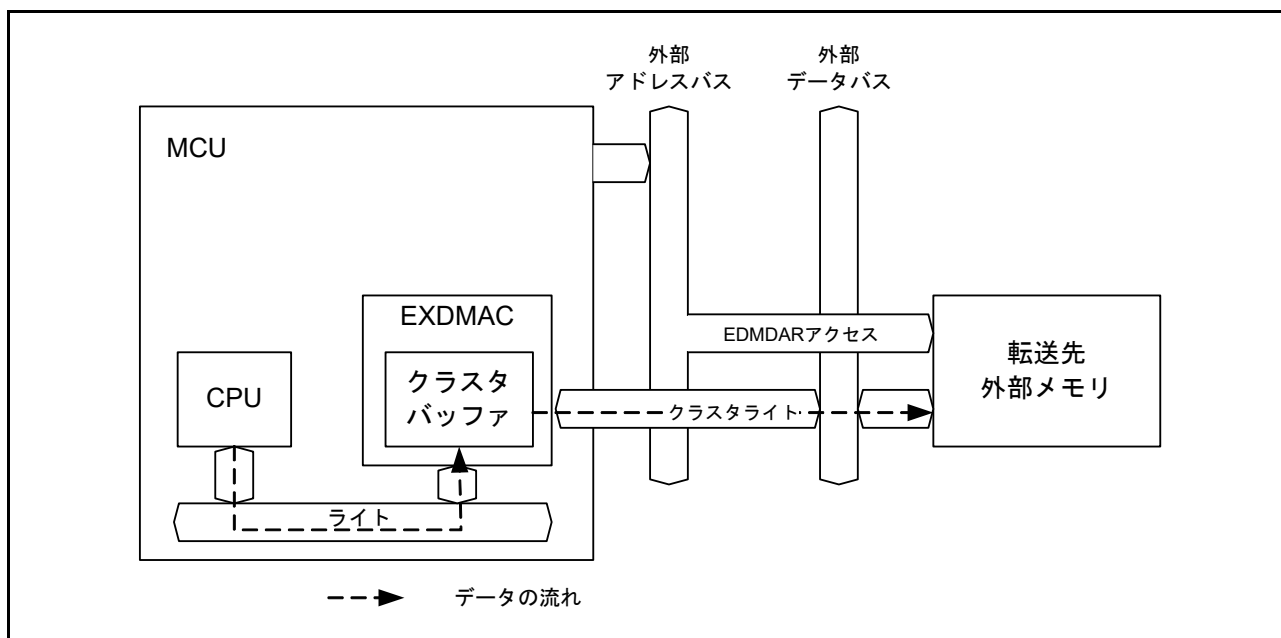 外部
アドレスバス
外部
データバス
MCU
EXDMAC
EDMDARアクセス
転送先
外部メモリ
CPU
クラスタ
バッファ
クラスタライト
ライト
データの流れ